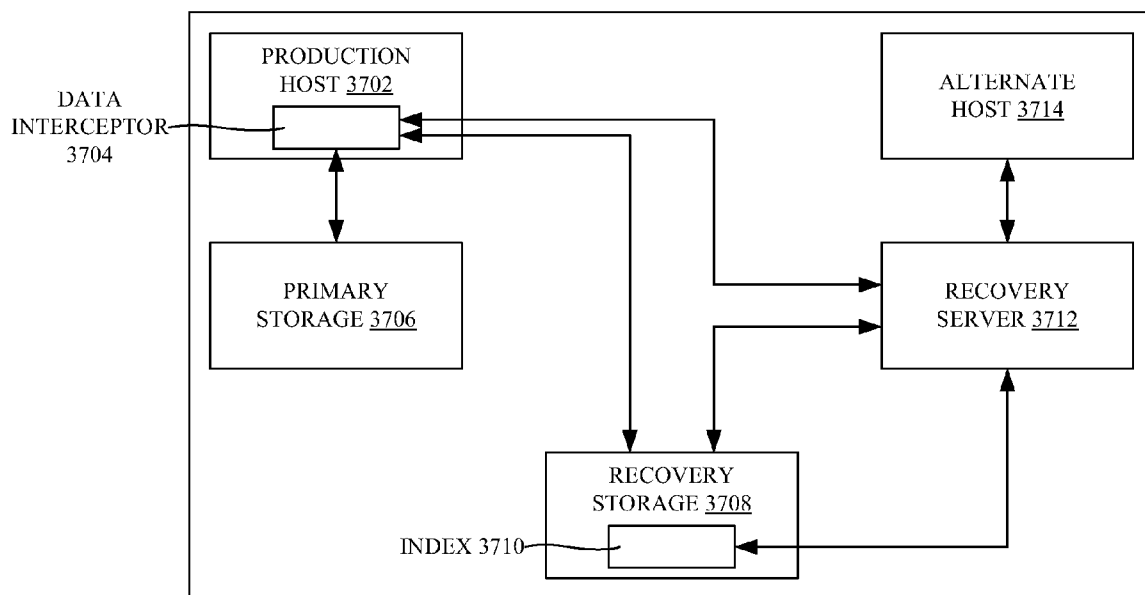 PRODUCTION
HOST 3702
DATA
INTERCEPTOR
3704
ALTERNATE
HOST 3714
PRIMARY
STORAGE 3706
RECOVERY
SERVER 3712
RECOVERY
STORAGE 3708
INDEX 3710